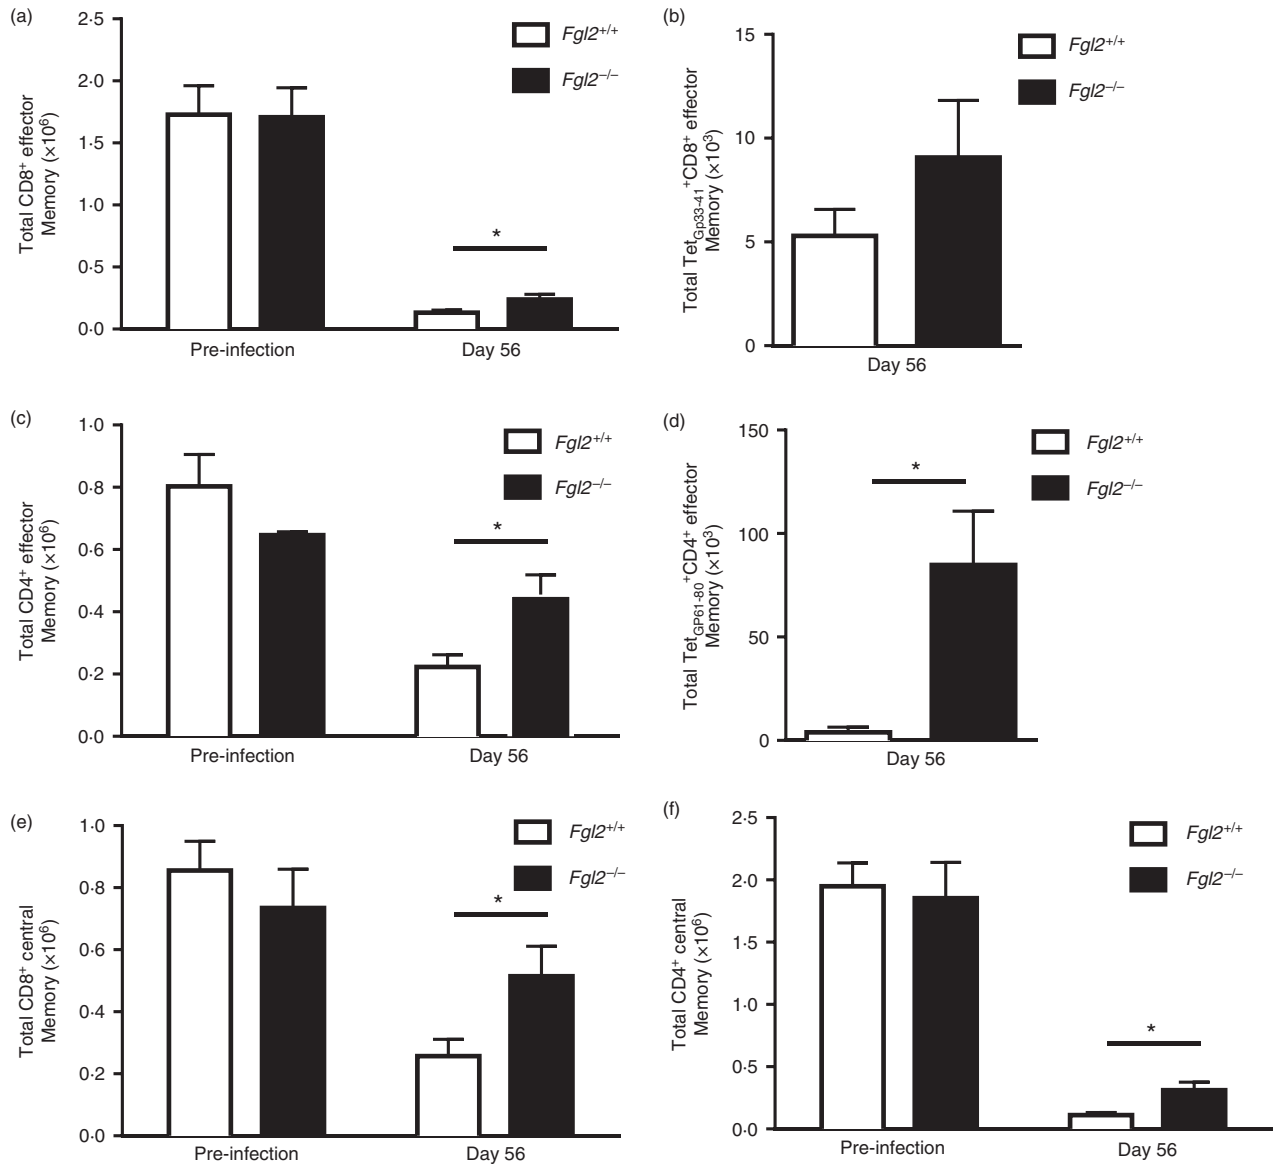 (a)
2·5
2·0
1·5
1·0
0·5
0·0
Total CD8⁺ effector
Memory (×10⁶)
Fgl2⁺/⁺
Fgl2⁻/⁻
*
Pre-infection
Day 56
(b)
15
10
5
0
Total Tet_Gp33-41⁺CD8⁺ effector
Memory (×10³)
Fgl2⁺/⁺
Fgl2⁻/⁻
Day 56
(c)
1·0
0·8
0·6
0·4
0·2
0·0
Total CD4⁺ effector
Memory (×10⁶)
Fgl2⁺/⁺
Fgl2⁻/⁻
*
Pre-infection
Day 56
(d)
150
100
50
0
Total Tet_GP61-80⁺CD4⁺ effector
Memory (×10³)
Fgl2⁺/⁺
Fgl2⁻/⁻
*
Day 56
(e)
1·0
0·8
0·6
0·4
0·2
0·0
Total CD8⁺ central
Memory (×10⁶)
Fgl2⁺/⁺
Fgl2⁻/⁻
*
Pre-infection
Day 56
(f)
2·5
2·0
1·5
1·0
0·5
0·0
Total CD4⁺ central
Memory (×10⁶)
Fgl2⁺/⁺
Fgl2⁻/⁻
*
Pre-infection
Day 56